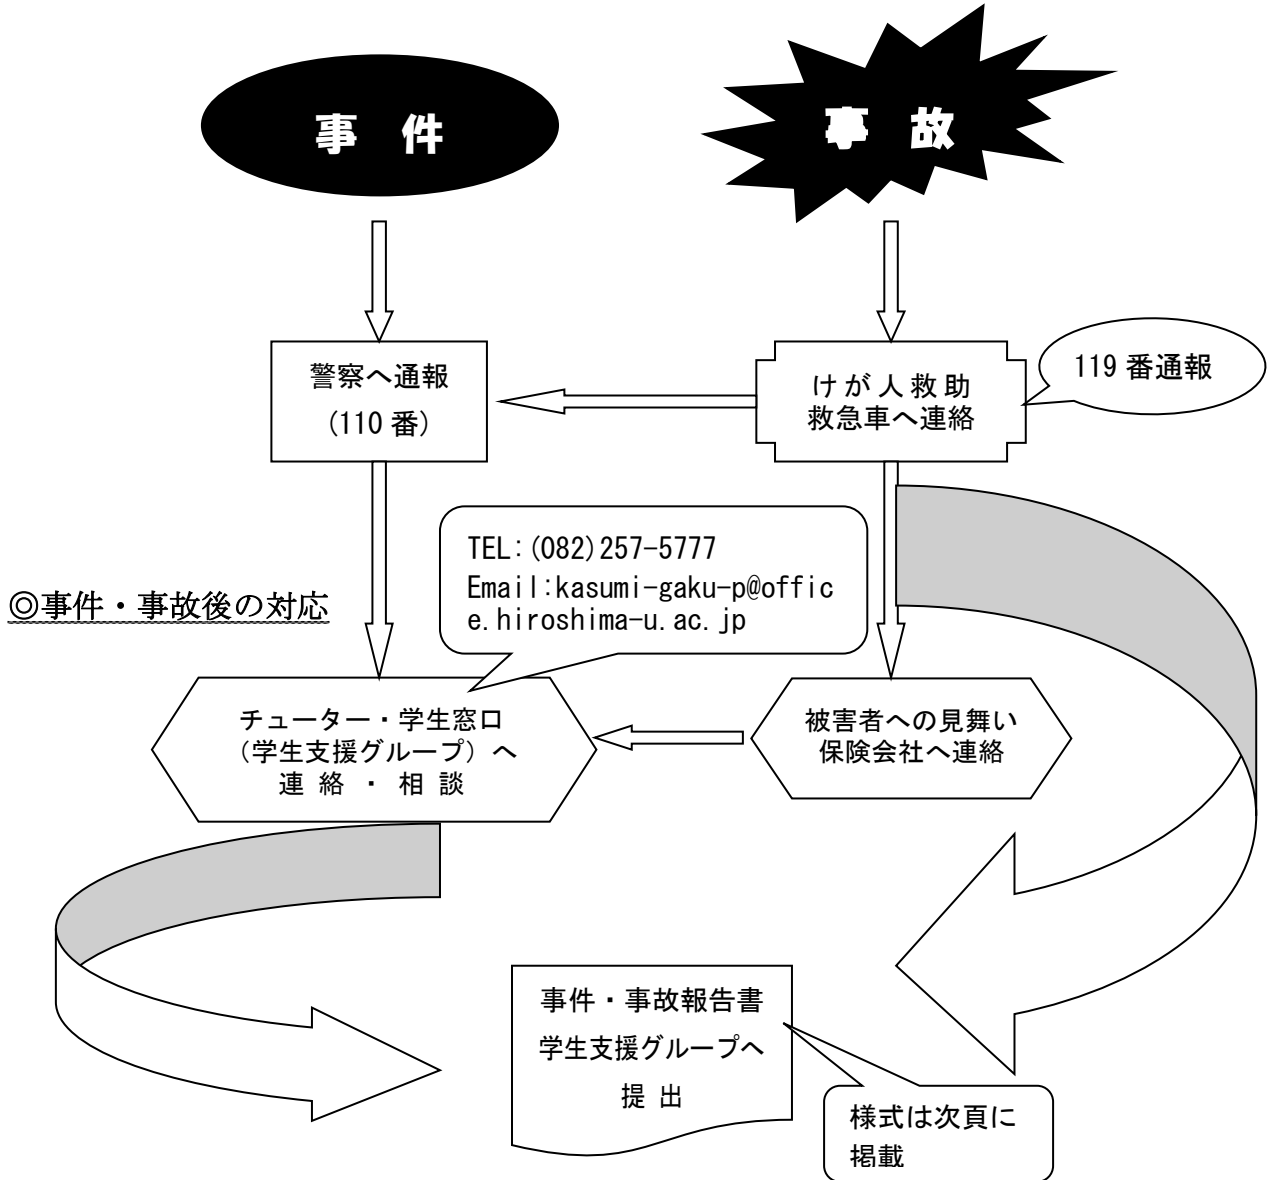 事 件
事 故
警察へ通報
(110 番)
けが人救助
救急車へ連絡
119 番通報
TEL:(082)257-5777
Email:kasumi-gaku-p@offic
e.hiroshima-u.ac.jp
◎事件・事故後の対応
チューター・学生窓口
(学生支援グループ)へ
連 絡 ・ 相 談
被害者への見舞い
保険会社へ連絡
事件・事故報告書
学生支援グループへ
提 出
様式は次頁に
掲載